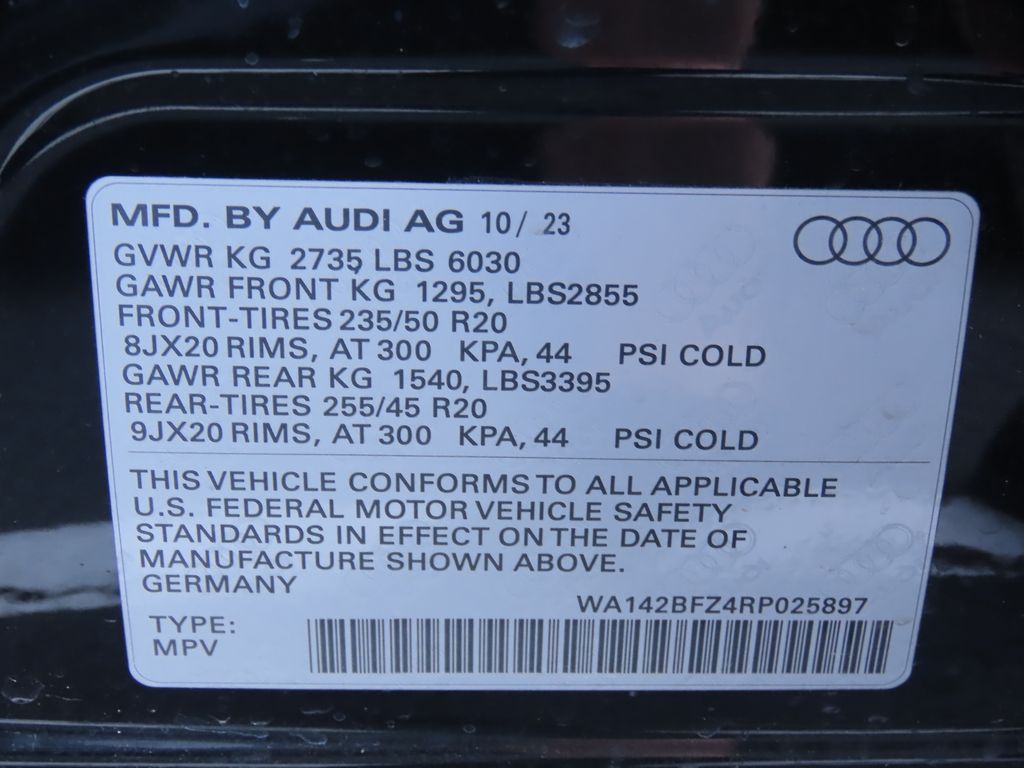 MFD. BY AUDI AG 10/ 23
GVWR KG 2735 LBS 6030
GAWR FRONT KG 1295, LBS2855
FRONT-TIRES 235/50 R20
8JX20 RIMS, AT 300 KPA, 44 PSI COLD
GAWR REAR KG 1540, LBS3395
REAR-TIRES 255/45 R20
9JX20 RIMS, AT 300 KPA, 44 PSI COLD
THIS VEHICLE CONFORMS TO ALL APPLICABLE
U.S. FEDERAL MOTOR VEHICLE SAFETY
STANDARDS IN EFFECT ON THE DATE OF
MANUFACTURE SHOWN ABOVE.
GERMANY
WA142BFZ4RP025897
TYPE:
MPV